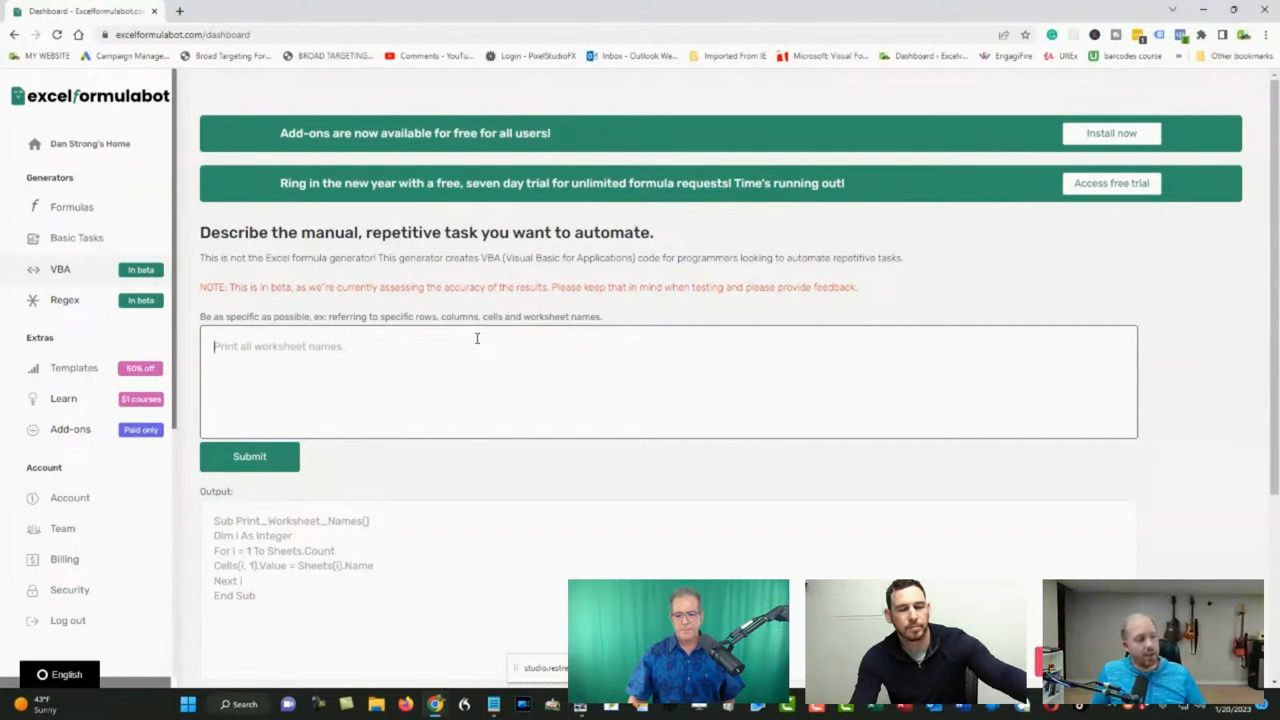 Dashboard - Excelformulabot.co
excelformulabot.com/dashboard
MY WEBSITE
Campaign Manage...
Broad Targeting For...
BROAD TARGETING...
Comments - YouTu...
Login - PixelStudioFX
Inbox - Outlook We...
Imported From IE
Microsoft Visual Fo...
Dashboard ‹ Excelv...
EngagiFire
UltEx
barcodes course
»
Other bookmarks
excelformulabot
Dan Strong's Home
Generators
Formulas
Basic Tasks
VBA In beta
Regex In beta
Extras
Templates 50% off
Learn $1 courses
Add-ons Paid only
Account
Account
Team
Billing
Security
Log out
English
Add-ons are now available for free for all users! Install now
Ring in the new year with a free, seven day trial for unlimited formula requests! Time's running out! Access free trial
Describe the manual, repetitive task you want to automate.
This is not the Excel formula generator! This generator creates VBA (Visual Basic for Applications) code for programmers looking to automate repetitive tasks.
NOTE: This is in beta, as we"re currently assessing the accuracy of the results. Please keep that in mind when testing and please provide feedback.
Be as specific as possible, ex: referring to specific rows, columns, cells and worksheet names.
Print all worksheet names.
Submit
Output:
Sub Print_Worksheet_Names()
Dim i As Integer
For i = 1 To Sheets.Count
Cells(i, 1).Value = Sheets(i).Name
Next i
End Sub
studio.restre
43°F
Sunny
Search
1/20/2023